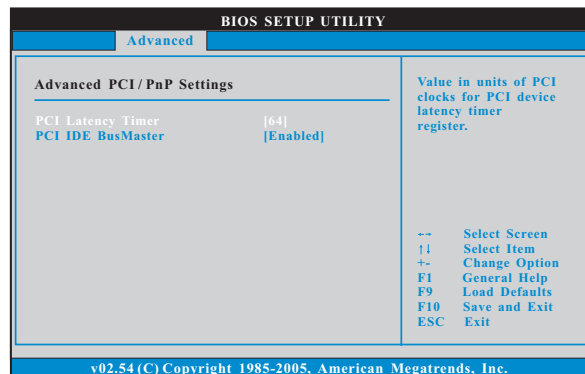 BIOS SETUP UTILITY
Advanced
Advanced PCI / PnP Settings
PCI Latency Timer [64]
PCI IDE BusMaster [Enabled]
Value in units of PCI
clocks for PCI device
latency timer
register.
←→ Select Screen
↑↓ Select Item
+- Change Option
F1 General Help
F9 Load Defaults
F10 Save and Exit
ESC Exit
v02.54 (C) Copyright 1985-2005, American Megatrends, Inc.